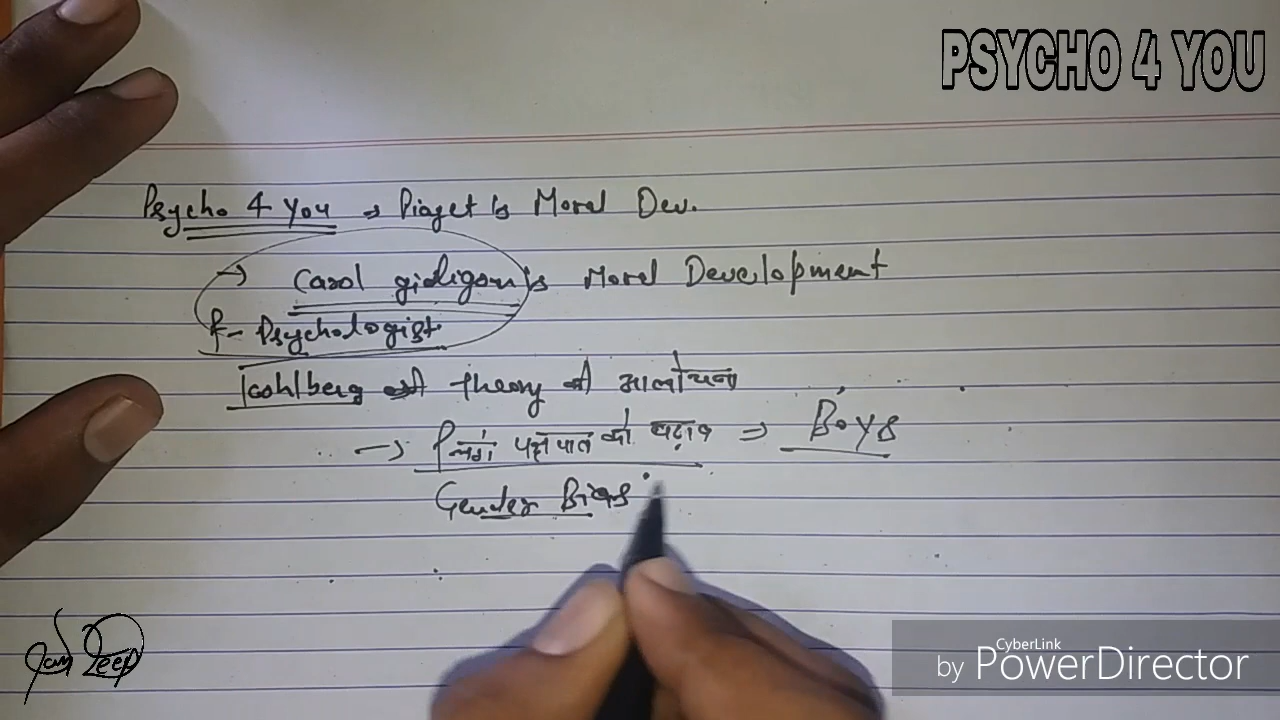 PSYCHO 4 YOU
Psycho 4 you → Piaget's Moral Dev.
→ Carol gidigan's Moral Development
f- Psychologist
kohlberg की theory की आलोचना
→ लिंग पक्षपात को बढ़ाव ⇒ Boys
Gender Bias
CyberLink
by PowerDirector